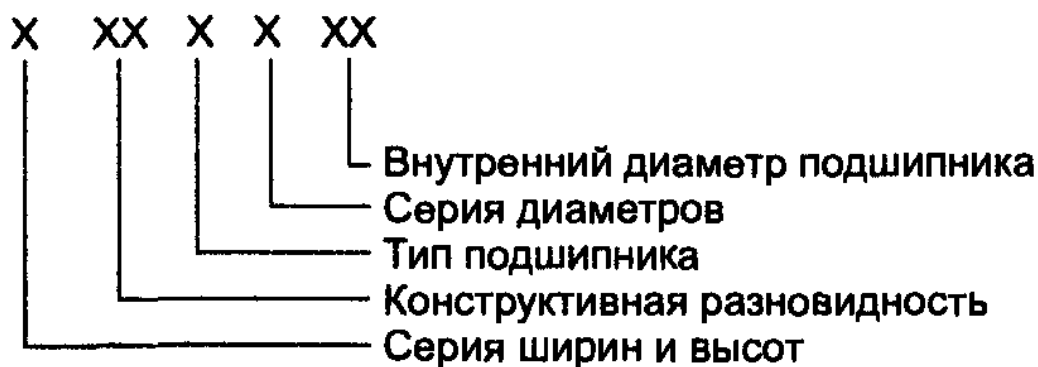 X XX X X XX
Внутренний диаметр подшипника
Серия диаметров
Тип подшипника
Конструктивная разновидность
Серия ширин и высот